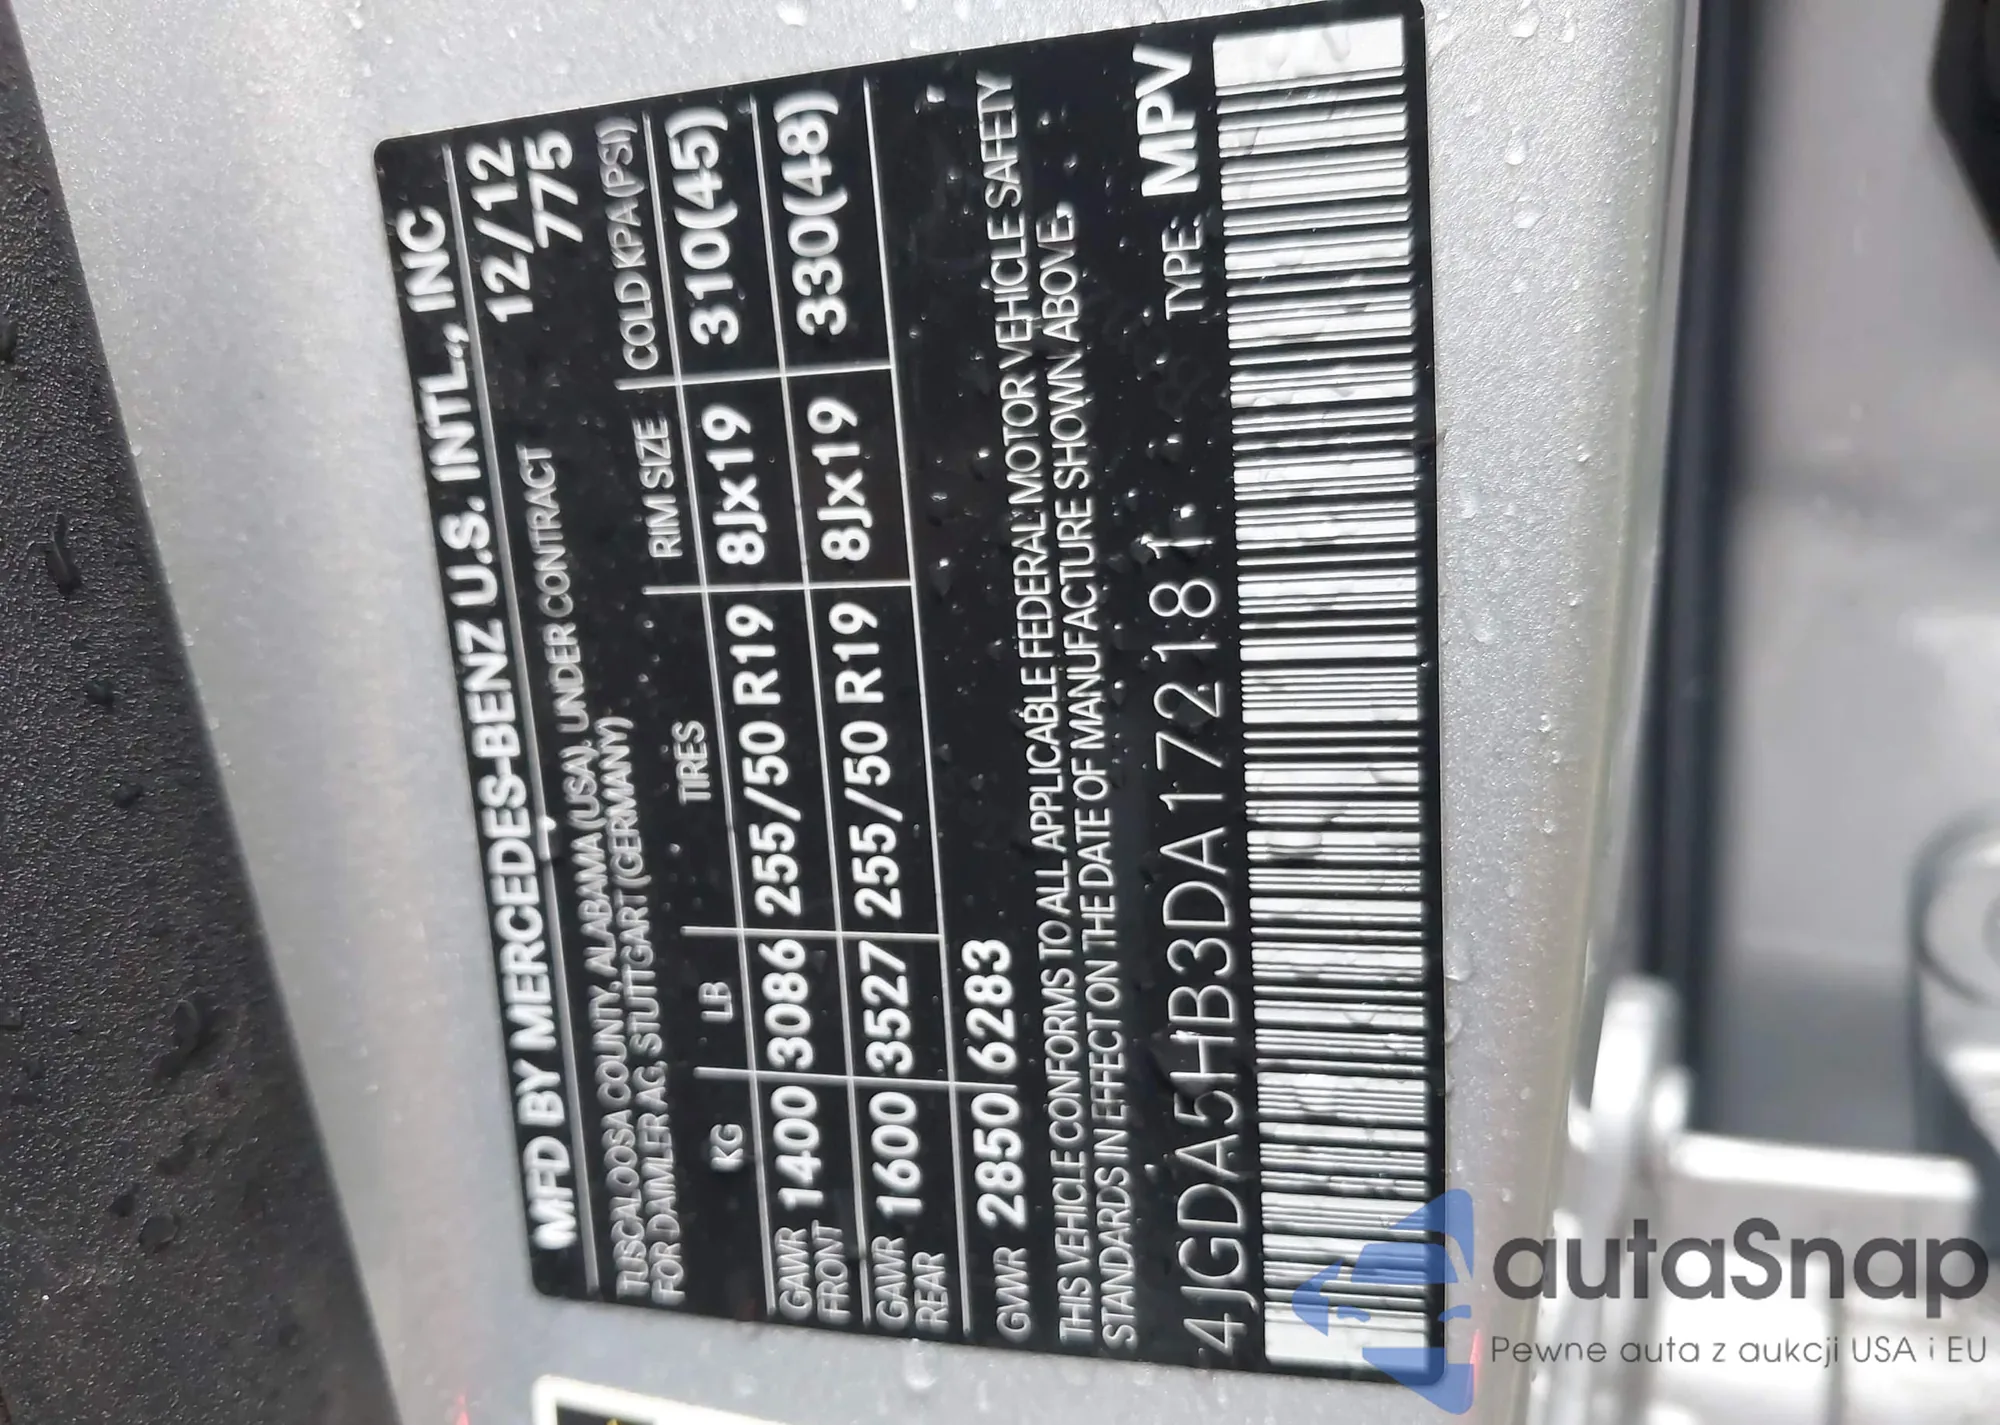 MFD BY MERCEDES-BENZ U.S. INTL., INC
12/12
TUSCALOOSA COUNTY, ALABAMA (USA), UNDER CONTRACT 775
FOR DAIMLER AG, STUTTGART (GERMANY)
KG LB TIRES RIM SIZE COLD KPA(PSI)
GAWR FRONT 1400 3086 255/50 R19 8Jx19 310(45)
GAWR REAR 1600 3527 255/50 R19 8Jx19 330(48)
GVWR 2850 6283
THIS VEHICLE CONFORMS TO ALL APPLICABLE FEDERAL MOTOR VEHICLE SAFETY
STANDARDS IN EFFECT ON THE DATE OF MANUFACTURE SHOWN ABOVE.
4JGDA5HB3DA172181 TYPE: MPV
autaSnap
Pewne auta z aukcji USA i EU